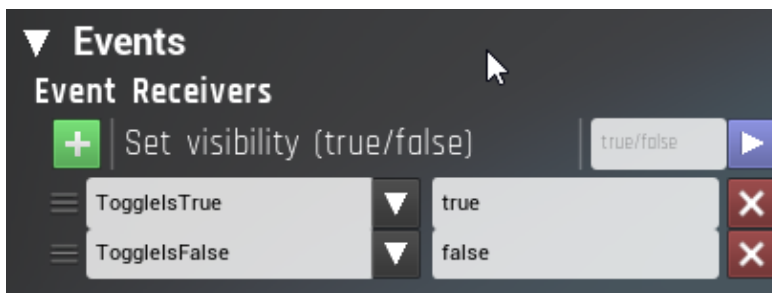 Events
Event Receivers
Set visibility (true/false) true/false
ToggleIsTrue true
ToggleIsFalse false